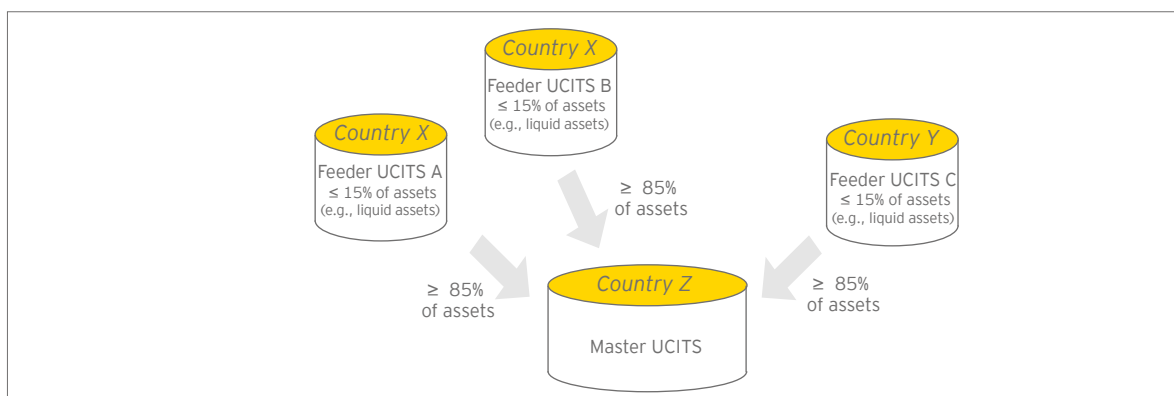 Country X
Feeder UCITS B
≤ 15% of assets
(e.g., liquid assets)
Country X
Feeder UCITS A
≤ 15% of assets
(e.g., liquid assets)
Country Y
Feeder UCITS C
≤ 15% of assets
(e.g., liquid assets)
≥ 85%
of assets
≥ 85%
of assets
≥ 85%
of assets
Country Z
Master UCITS